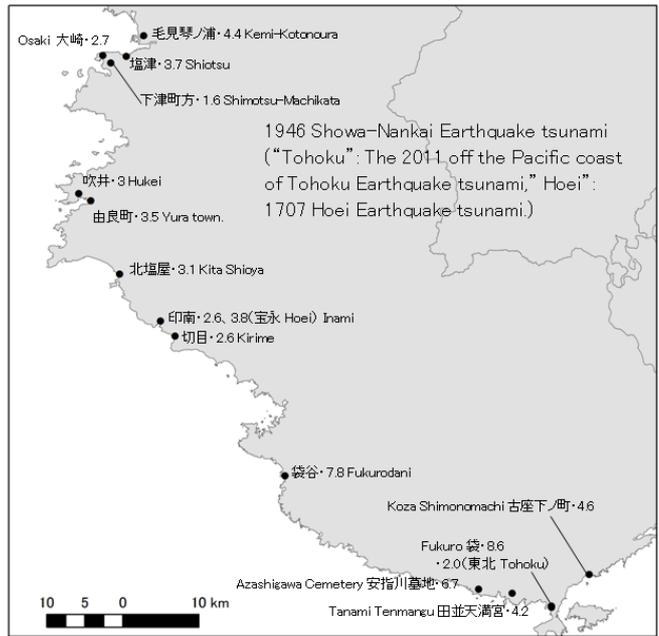 Osaki 大崎・2.7
毛見琴ノ浦・4.4 Kemi-Kotonoura
塩津・3.7 Shiotsu
下津町方・1.6 Shimotsu-Machikata
1946 Showa-Nankai Earthquake tsunami
(“Tohoku”: The 2011 off the Pacific coast
of Tohoku Earthquake tsunami,” Hoei”:
1707 Hoei Earthquake tsunami.)
吹井・3 Hukei
由良町・3.5 Yura town.
北塩屋・3.1 Kita Shioya
印南・2.6、3.8(宝永 Hoei) Inami
切目・2.6 Kirime
袋谷・7.8 Fukurodani
Koza Shimonomachi 古座下ノ町・4.6
Fukuro 袋・8.6
・2.0(東北 Tohoku)
Azashigawa Cemetery 安指川墓地・6.7
Tanami Tenmangu 田並天満宮・4.2
10 5 0 10 km